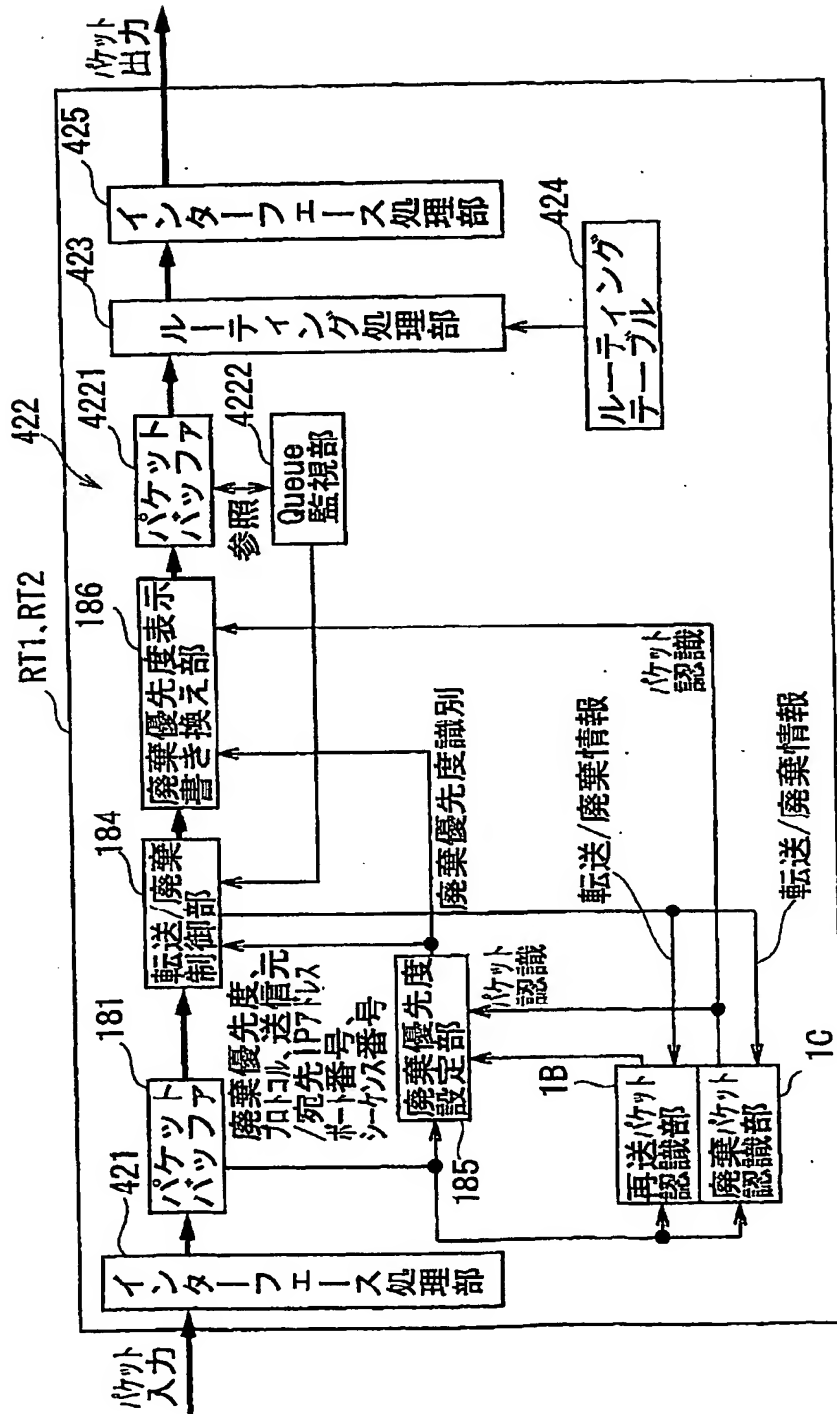 RT1、RT2
パケット
入力
421
インターフェース処理部
181
パケット
バッファ
廃棄優先度、
プロトコル、送信元
/宛先IPアドレス
ポート番号、
シーケンス番号
184
転送/廃棄
制御部
186
廃棄優先度表示
書き換え部
422
4221
パケット
バッファ
参照
4222
Queue
監視部
423
ルーティング処理部
425
インターフェース処理部
パケット
出力
424
ルーティング
テーブル
廃棄優先度識別
廃棄優先度
設定部
185
パケット
認識
パケット
認識
転送/廃棄情報
転送/廃棄情報
1B
再送パケット
認識部
廃棄パケット
認識部
1C